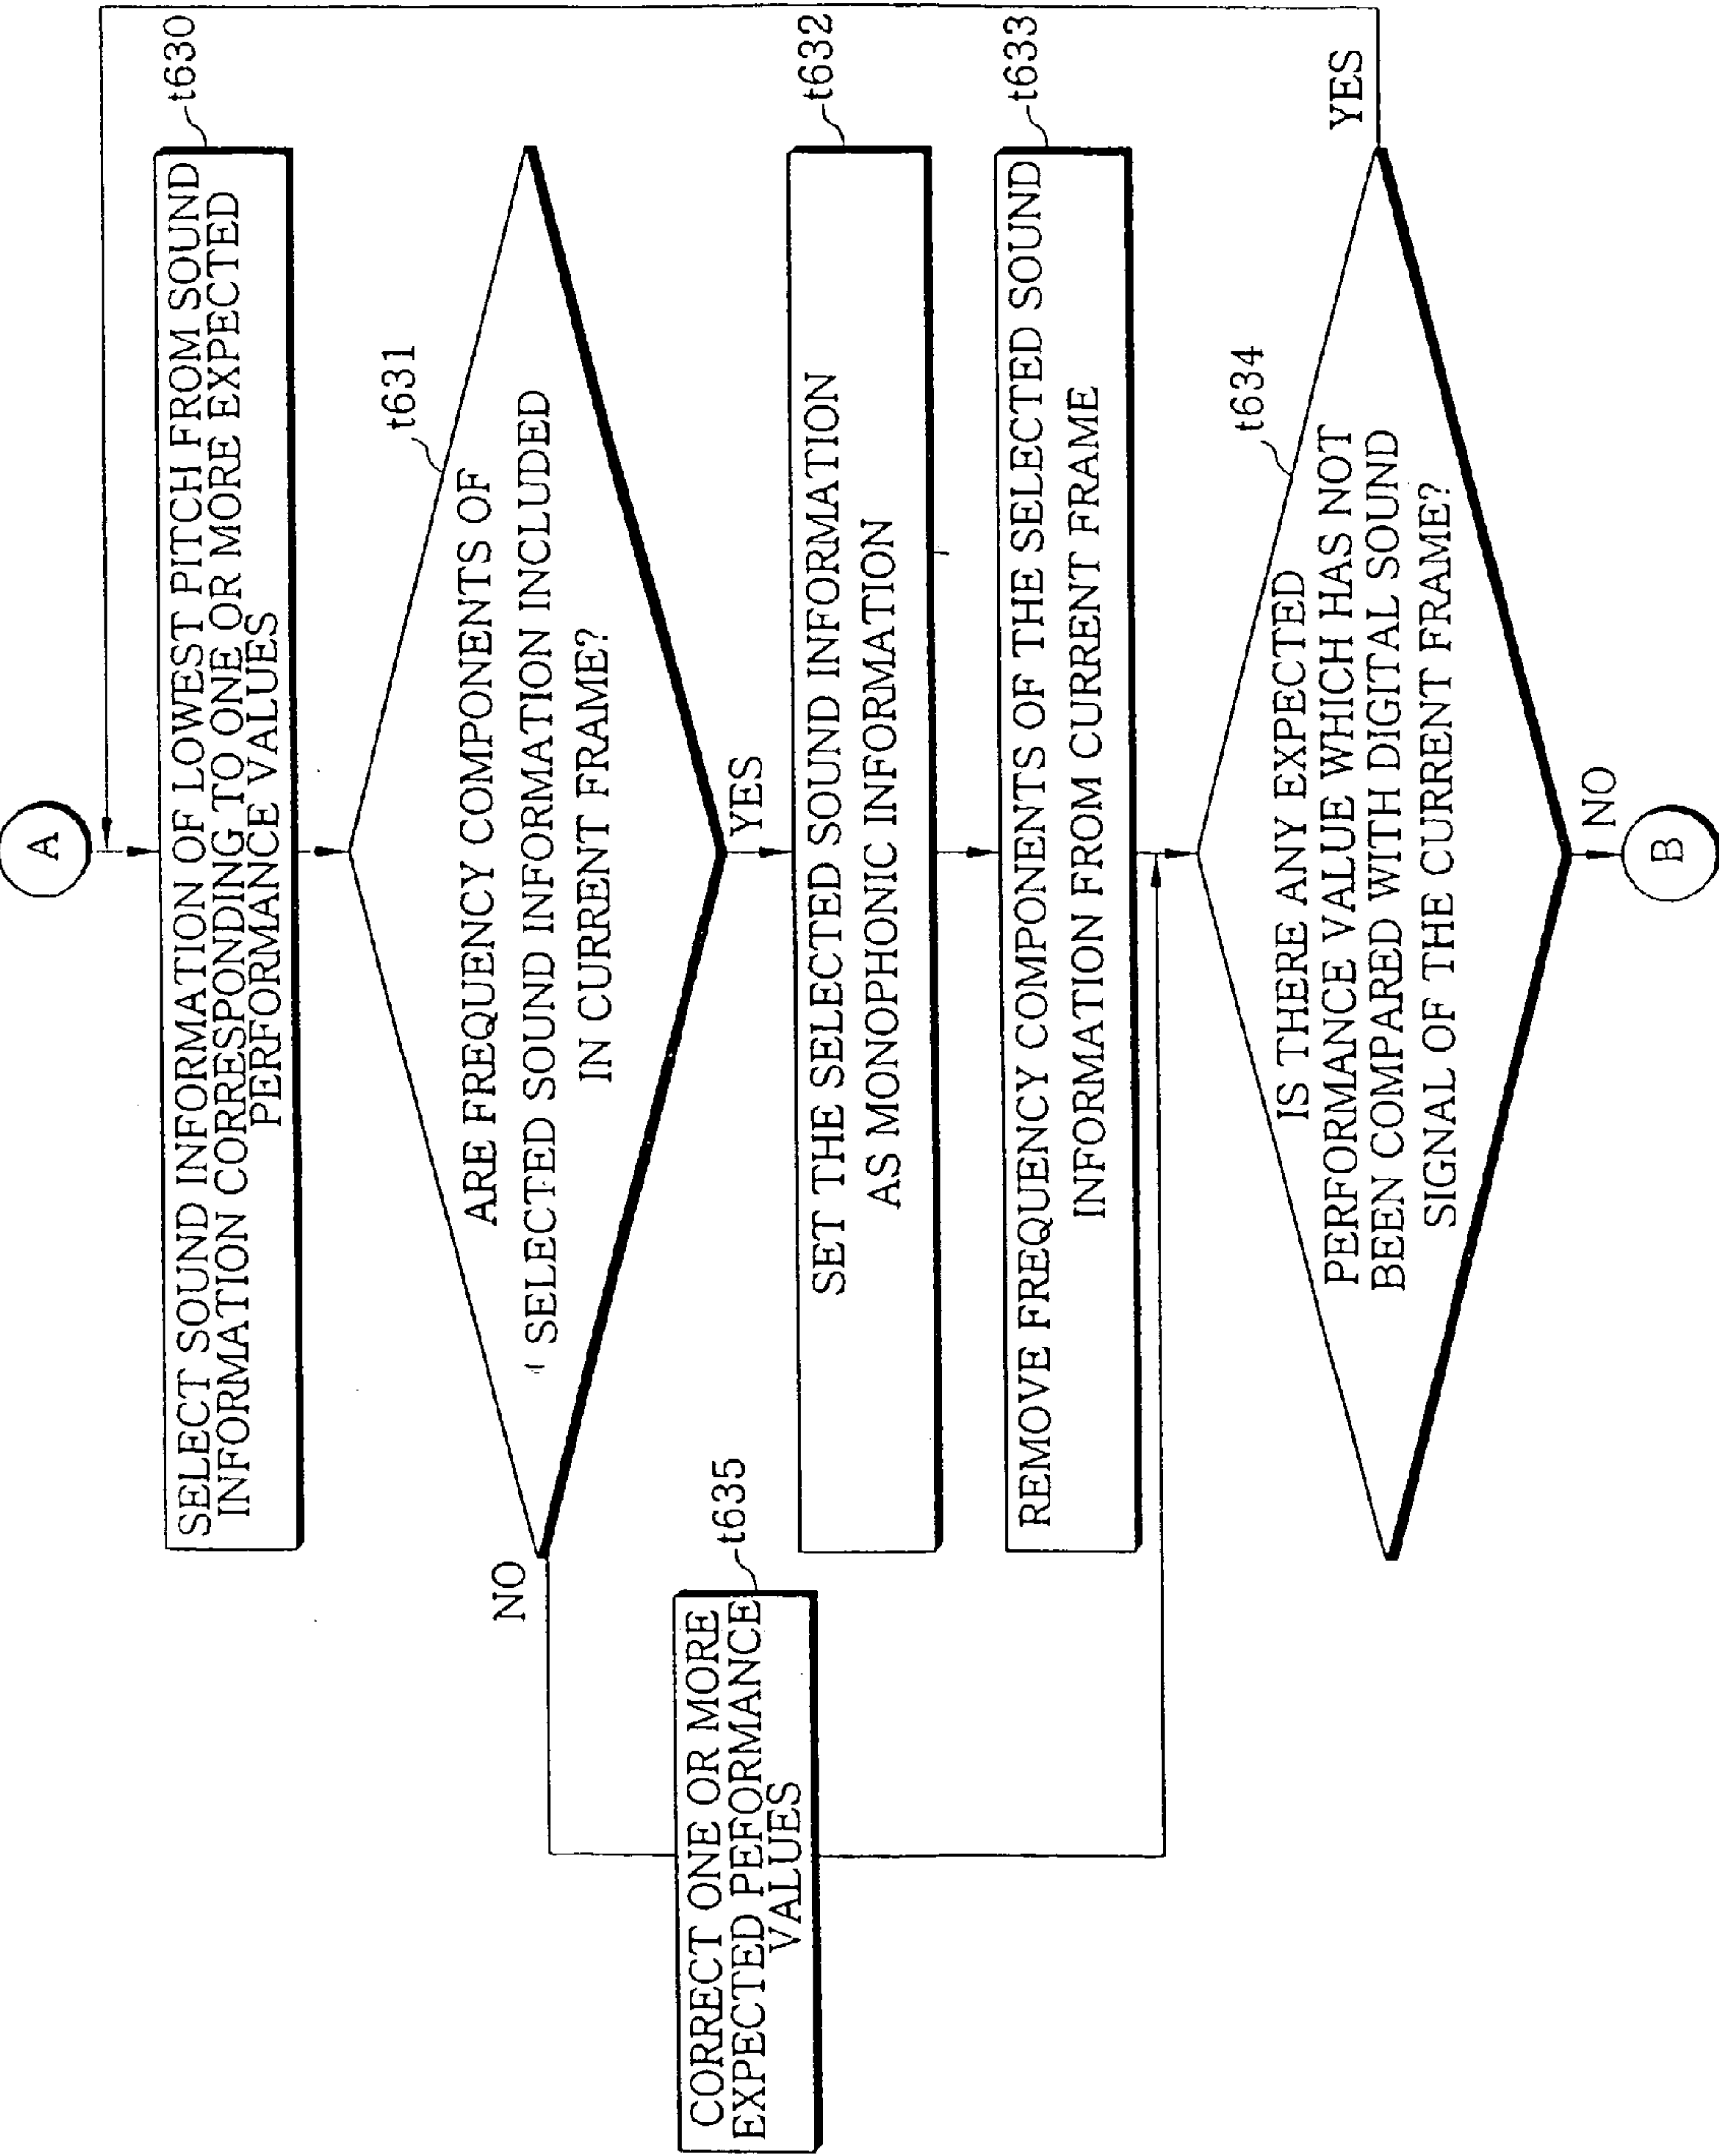 A
t630
SELECT SOUND INFORMATION OF LOWEST PITCH FROM SOUND
INFORMATION CORRESPONDING TO ONE OR MORE EXPECTED
PERFORMANCE VALUES
t631
ARE FREQUENCY COMPONENTS OF
SELECTED SOUND INFORMATION INCLUDED
IN CURRENT FRAME?
NO
YES
t635
CORRECT ONE OR MORE
EXPECTED PEFORMANCE
VALUES
t632
SET THE SELECTED SOUND INFORMATION
AS MONOPHONIC INFORMATION
t633
REMOVE FREQUENCY COMPONENTS OF THE SELECTED SOUND
INFORMATION FROM CURRENT FRAME
t634
IS THERE ANY EXPECTED
PERFORMANCE VALUE WHICH HAS NOT
BEEN COMPARED WITH DIGITAL SOUND
SIGNAL OF THE CURRENT FRAME?
YES
NO
B